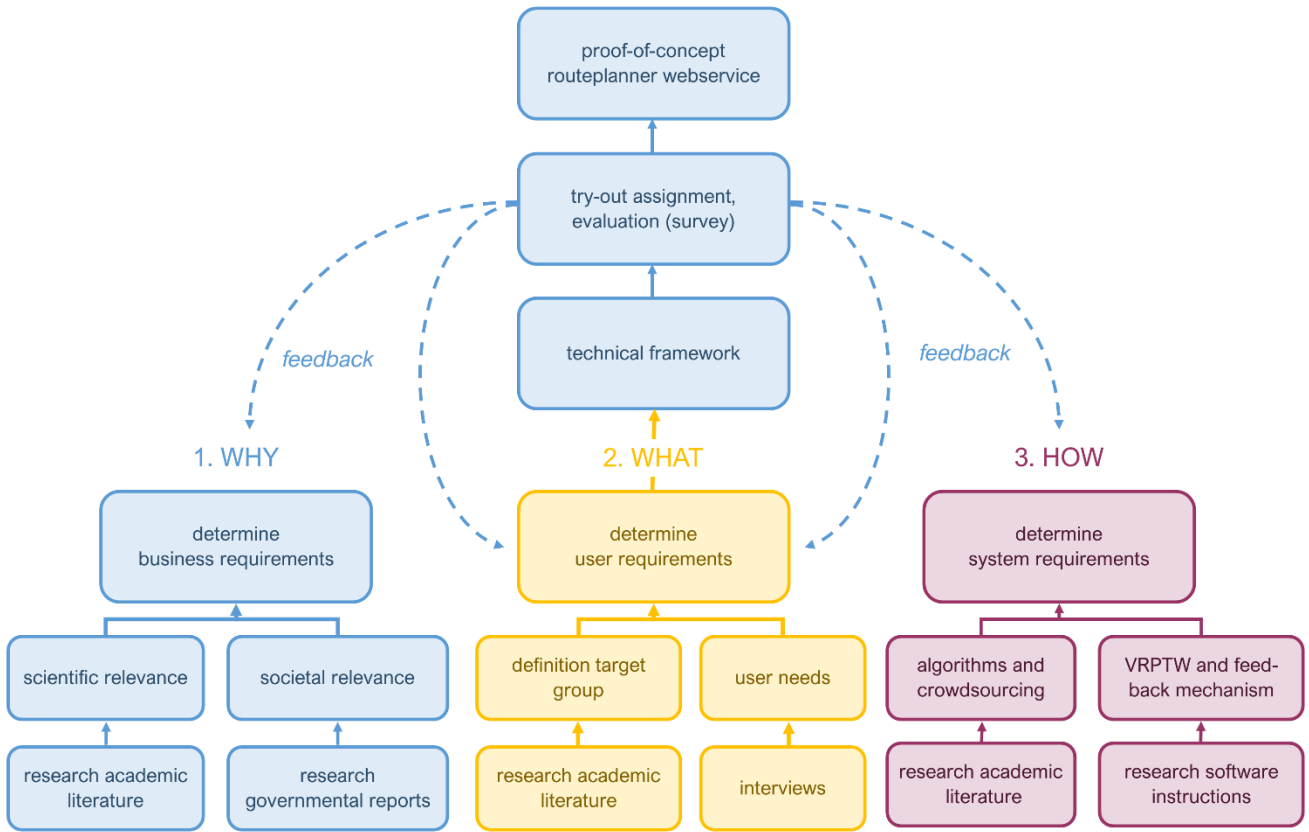 proof-of-concept
routeplanner webservice
try-out assignment,
evaluation (survey)
technical framework
feedback
feedback
1. WHY
2. WHAT
3. HOW
determine
business requirements
determine
user requirements
determine
system requirements
scientific relevance
societal relevance
definition target
group
user needs
algorithms and
crowdsourcing
VRPTW and feed-
back mechanism
research academic
literature
research
governmental reports
research academic
literature
interviews
research academic
literature
research software
instructions